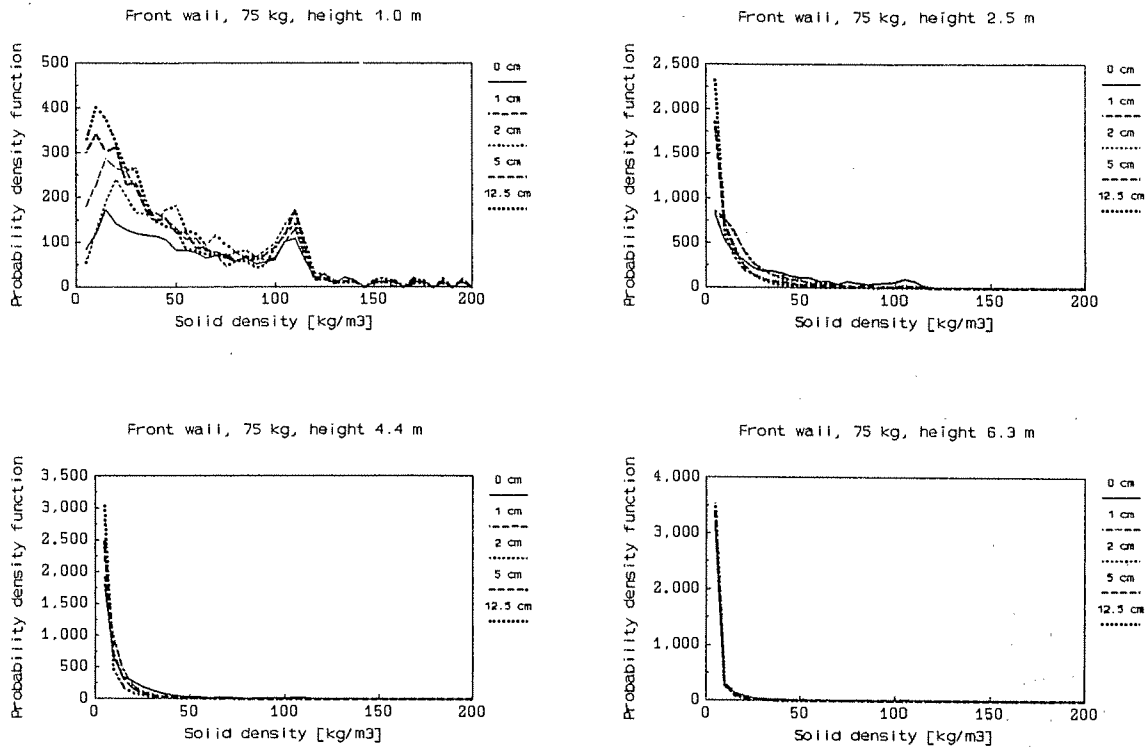 Front wall, 75 kg, height 1.0 m
Probability density function
500
400
300
200
100
0
0
50
100
150
200
Solid density [kg/m3]
0 cm
1 cm
2 cm
5 cm
12.5 cm
Front wall, 75 kg, height 2.5 m
Probability density function
2.500
2.000
1.500
1.000
500
0
0
50
100
150
200
Solid density [kg/m3]
0 cm
1 cm
2 cm
5 cm
12.5 cm
Front wall, 75 kg, height 4.4 m
Probability density function
3.500
3.000
2.500
2.000
1.500
1.000
500
0
0
50
100
150
200
Solid density [kg/m3]
0 cm
1 cm
2 cm
5 cm
12.5 cm
Front wall, 75 kg, height 6.3 m
Probability density function
4.000
3.000
2.000
1.000
0
0
50
100
150
200
Solid density [kg/m3]
0 cm
1 cm
2 cm
5 cm
12.5 cm